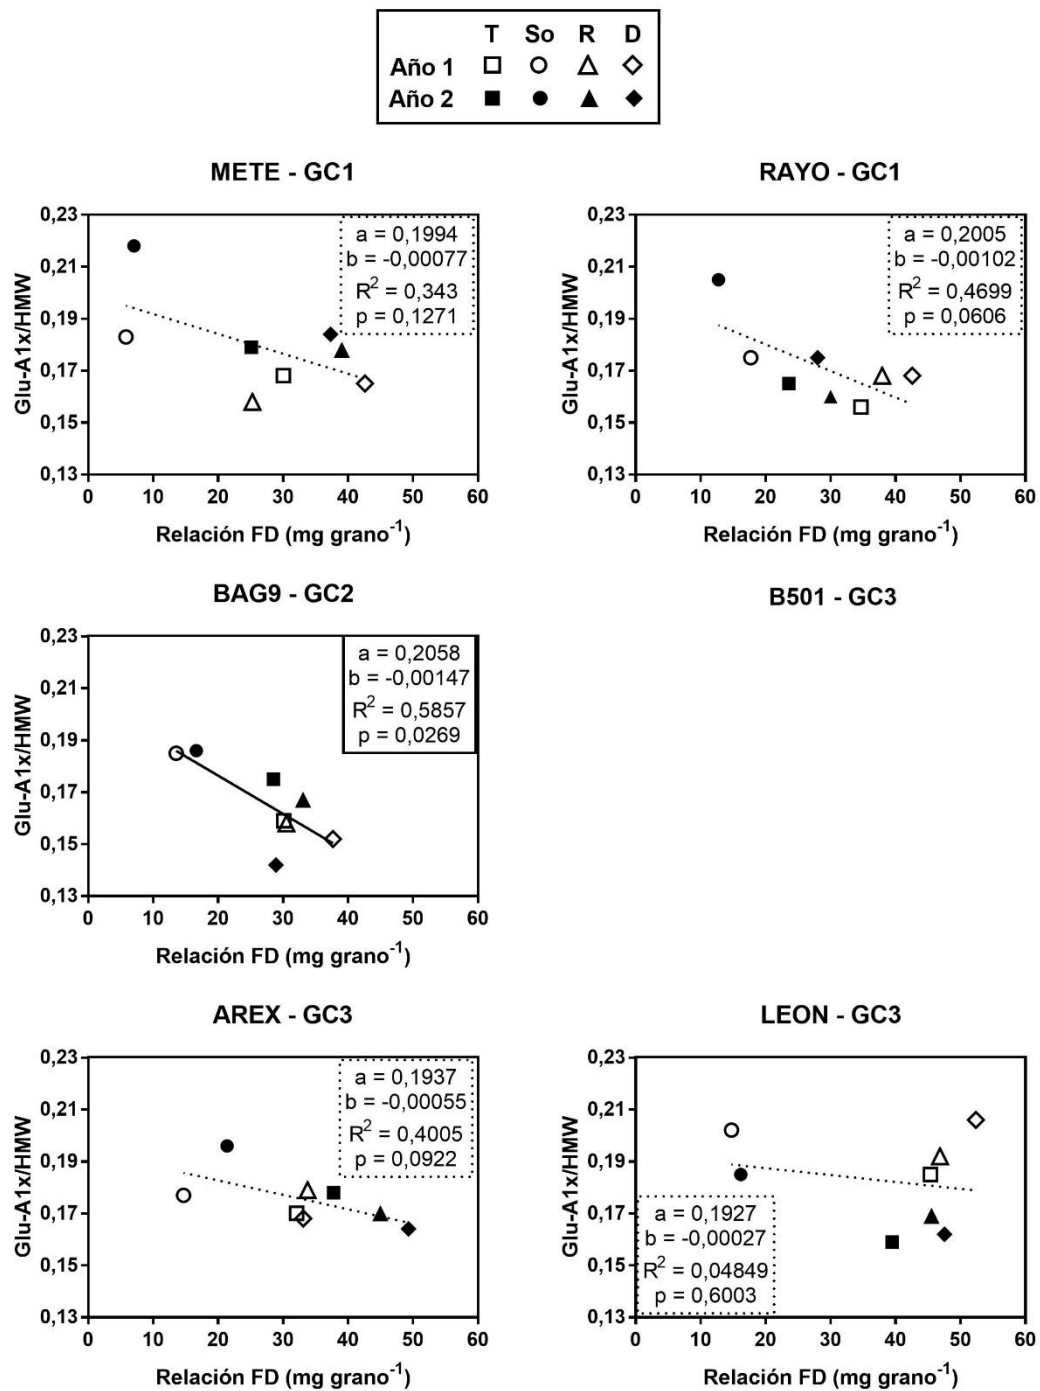 T So R D
Año 1
Año 2
METE - GC1
0,23
0,21
0,19
0,17
0,15
0,13
Glu-A1x/HMW
a = 0,1994
b = -0,00077
R² = 0,343
p = 0,1271
0 10 20 30 40 50 60
Relación FD (mg grano⁻¹)
RAYO - GC1
0,23
0,21
0,19
0,17
0,15
0,13
Glu-A1x/HMW
a = 0,2005
b = -0,00102
R² = 0,4699
p = 0,0606
0 10 20 30 40 50 60
Relación FD (mg grano⁻¹)
BAG9 - GC2
0,23
0,21
0,19
0,17
0,15
0,13
Glu-A1x/HMW
a = 0,2058
b = -0,00147
R² = 0,5857
p = 0,0269
0 10 20 30 40 50 60
Relación FD (mg grano⁻¹)
B501 - GC3
AREX - GC3
0,23
0,21
0,19
0,17
0,15
0,13
Glu-A1x/HMW
a = 0,1937
b = -0,00055
R² = 0,4005
p = 0,0922
0 10 20 30 40 50 60
Relación FD (mg grano⁻¹)
LEON - GC3
0,23
0,21
0,19
0,17
0,15
0,13
Glu-A1x/HMW
a = 0,1927
b = -0,00027
R² = 0,04849
p = 0,6003
0 10 20 30 40 50 60
Relación FD (mg grano⁻¹)